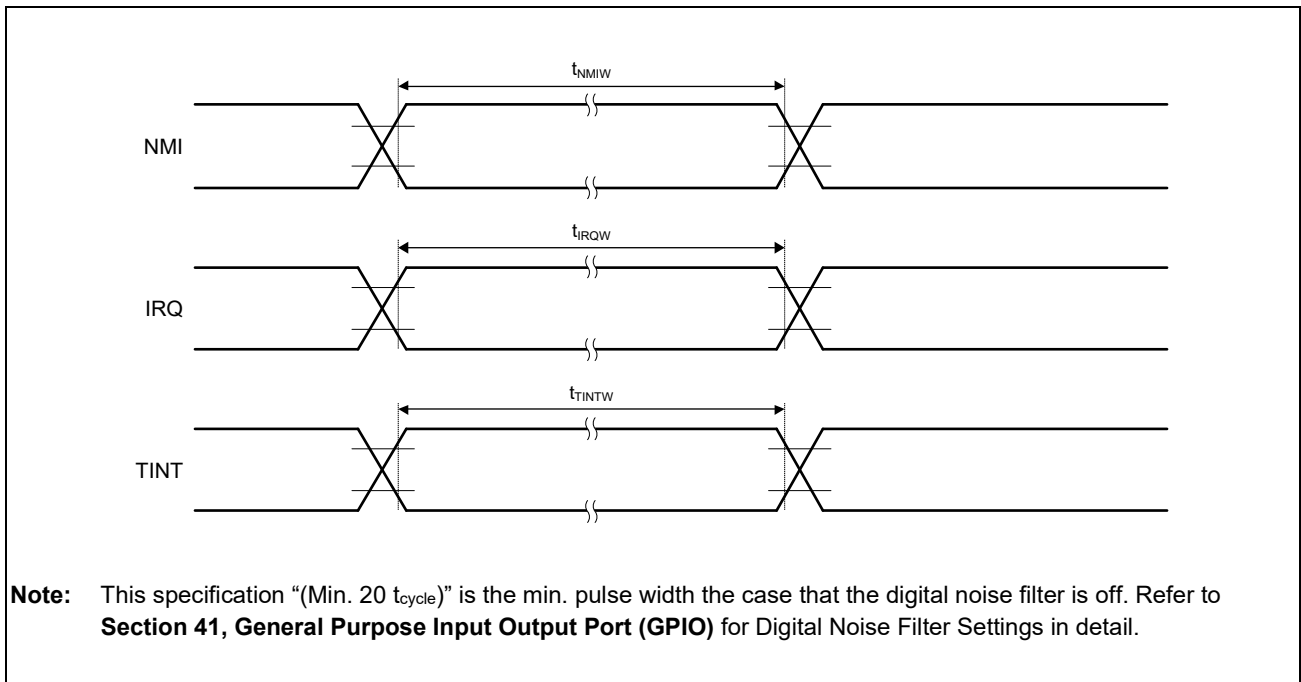 tNMIW
NMI
tIRQW
IRQ
tTINTW
TINT
Note: This specification “(Min. 20 tcycle)” is the min. pulse width the case that the digital noise filter is off. Refer to
Section 41, General Purpose Input Output Port (GPIO) for Digital Noise Filter Settings in detail.